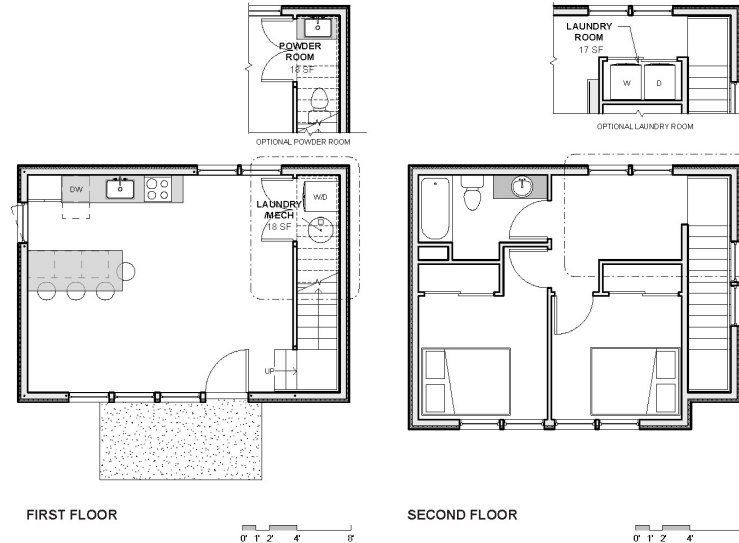 POWDER
ROOM
18 SF
OPTIONAL POWDER ROOM
LAUNDRY
ROOM
17 SF
W D
OPTIONAL LAUNDRY ROOM
DW
W/D
LAUNDRY
/MECH
18 SF
UP
FIRST FLOOR
0' 1' 2' 4' 8'
SECOND FLOOR
0' 1' 2' 4'